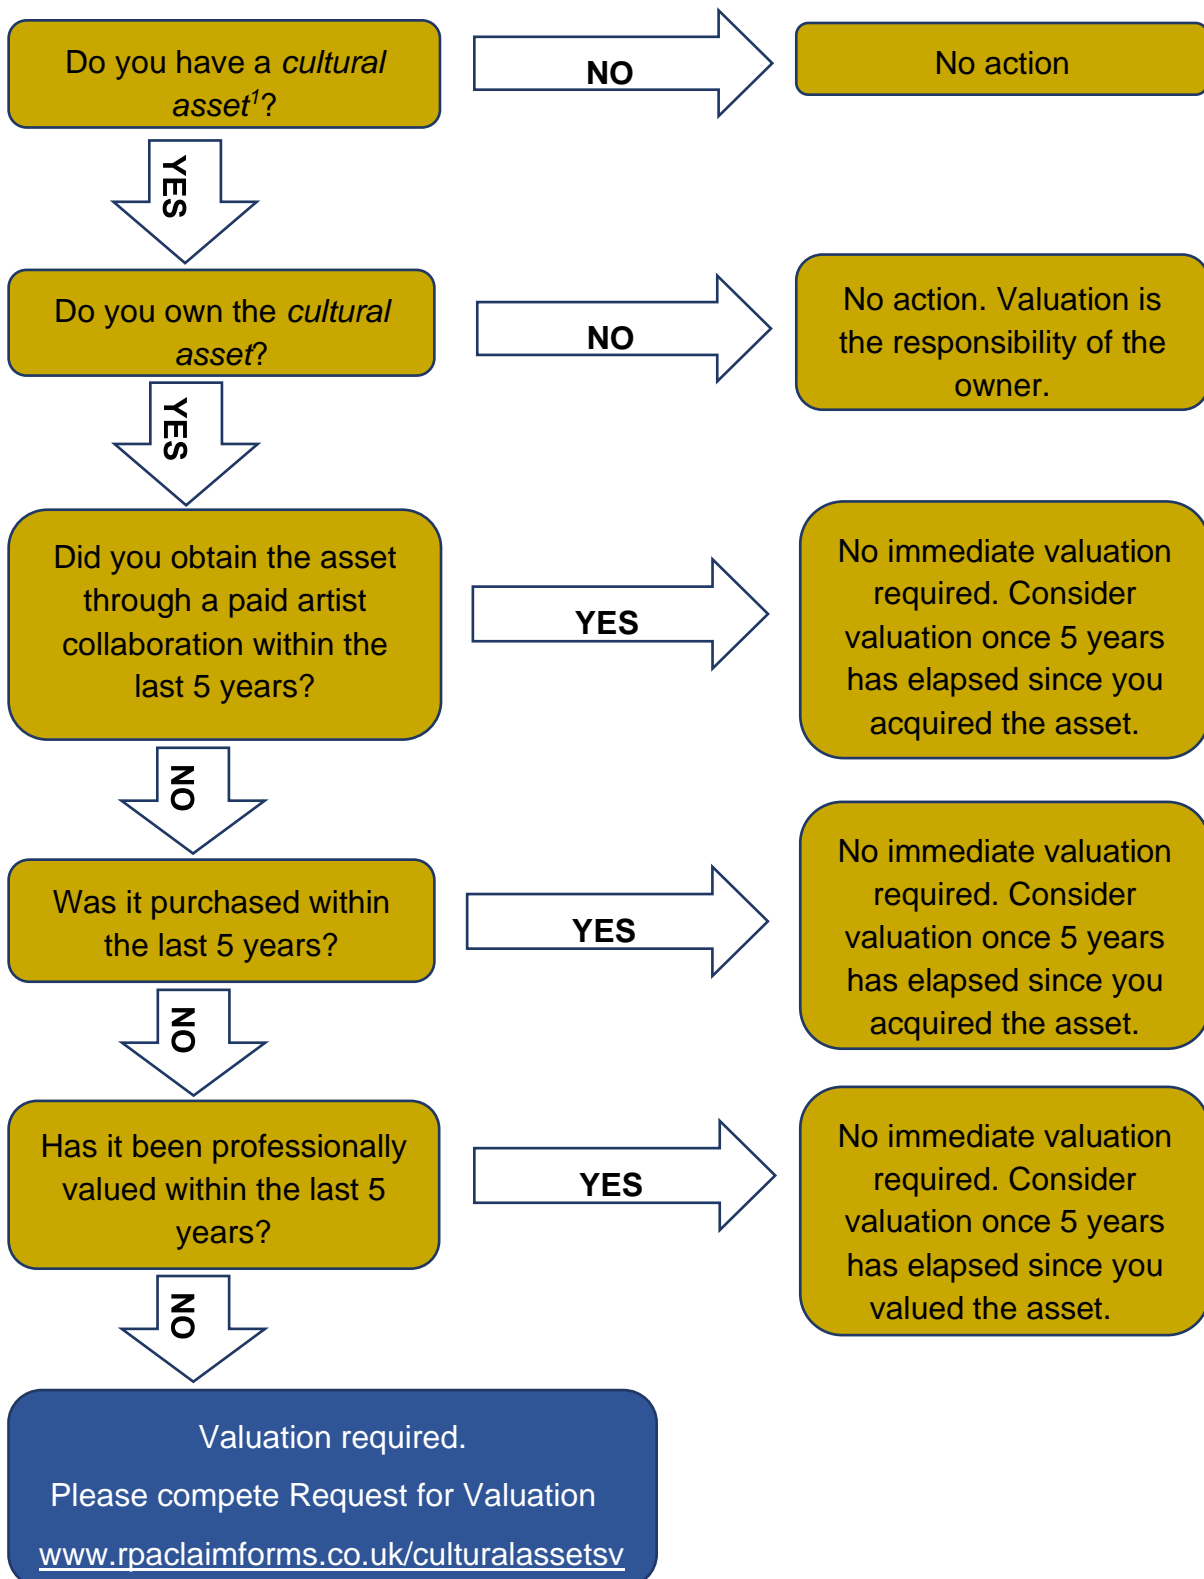 Do you have a cultural
asset1?
NO
No action
YES
Do you own the cultural
asset?
NO
No action. Valuation is
the responsibility of the
owner.
YES
Did you obtain the asset
through a paid artist
collaboration within the
last 5 years?
YES
No immediate valuation
required. Consider
valuation once 5 years
has elapsed since you
acquired the asset.
NO
Was it purchased within
the last 5 years?
YES
No immediate valuation
required. Consider
valuation once 5 years
has elapsed since you
acquired the asset.
NO
Has it been professionally
valued within the last 5
years?
YES
No immediate valuation
required. Consider
valuation once 5 years
has elapsed since you
valued the asset.
NO
Valuation required.
Please compete Request for Valuation
www.rpaclaimforms.co.uk/culturalassetsv